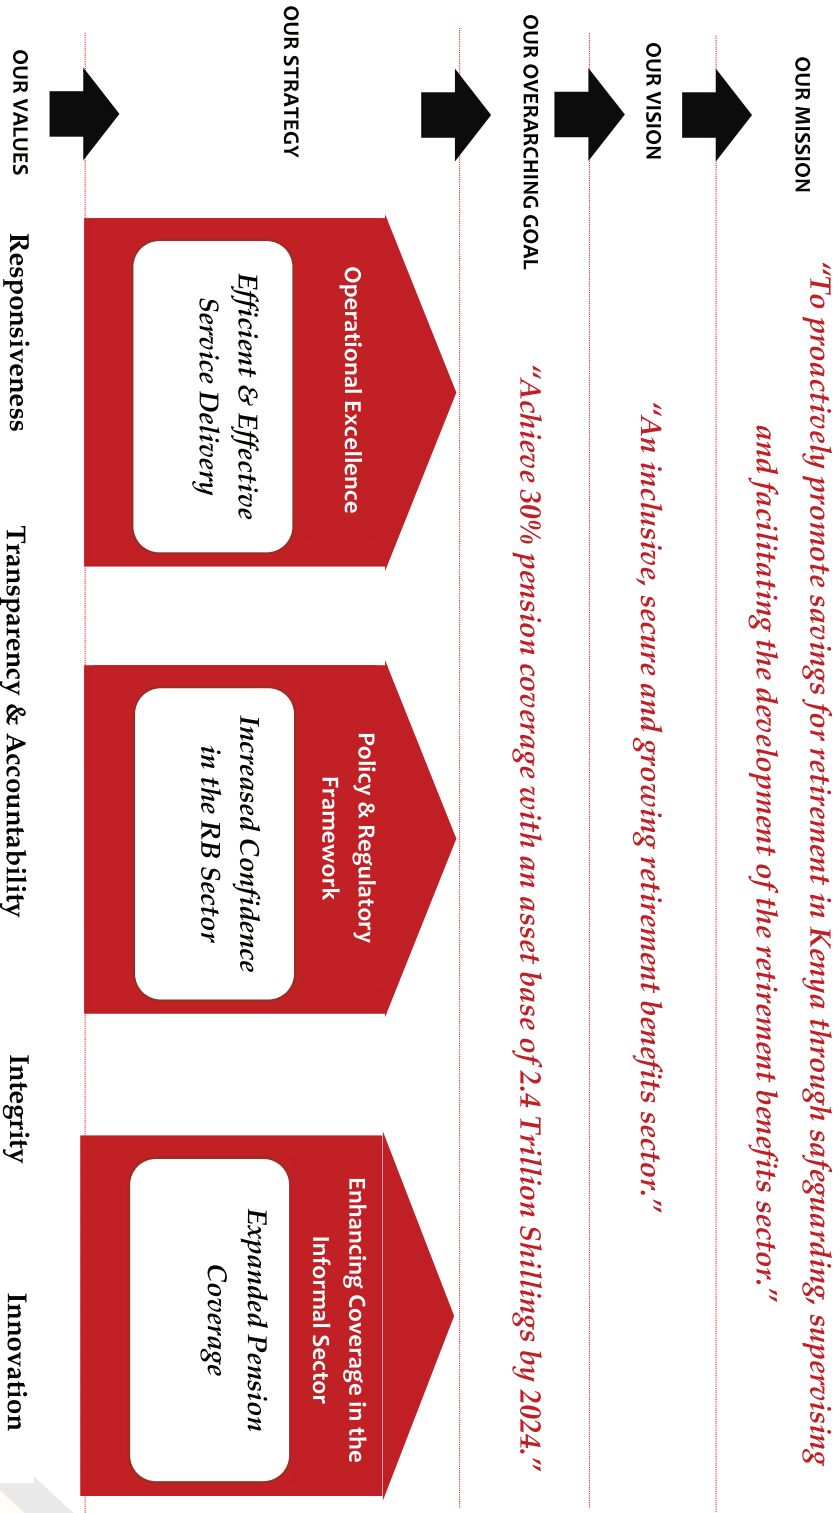 OUR MISSION
“To proactively promote savings for retirement in Kenya through safeguarding, supervising
and facilitating the development of the retirement benefits sector.”
OUR VISION
“An inclusive, secure and growing retirement benefits sector.”
OUR OVERARCHING GOAL
“Achieve 30% pension coverage with an asset base of 2.4 Trillion Shillings by 2024.”
OUR STRATEGY
Operational Excellence
Efficient & Effective
Service Delivery
Policy & Regulatory
Framework
Increased Confidence
in the RB Sector
Enhancing Coverage in the
Informal Sector
Expanded Pension
Coverage
OUR VALUES
Responsiveness
Transparency & Accountability
Integrity
Innovation